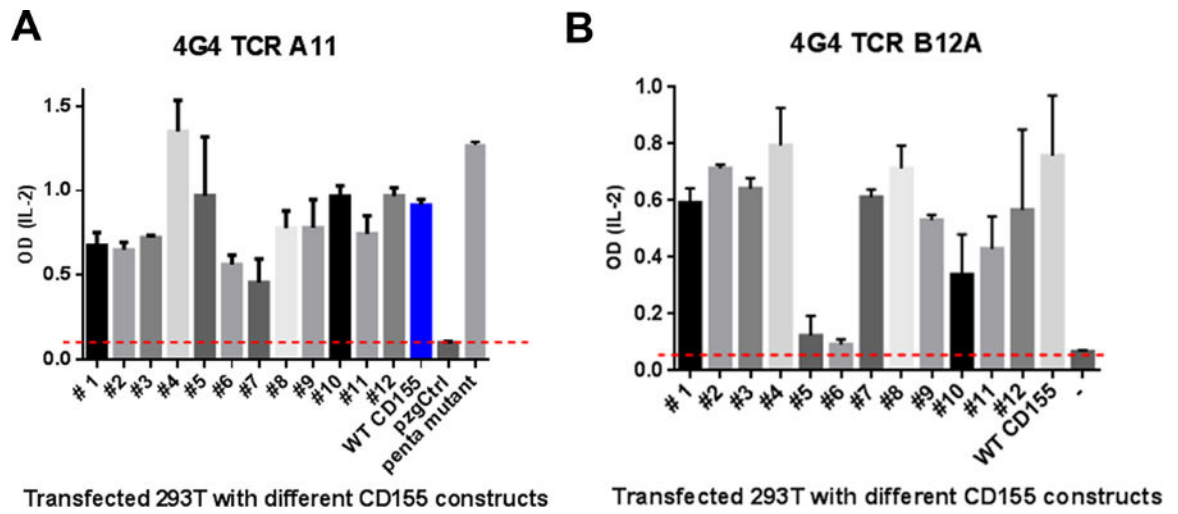 A
4G4 TCR A11
OD (IL-2)
1.5
1.0
0.5
0.0
# 1
#2
#3
#4
#5
#6
#7
#8
#9
#10
#11
#12
WT CD155
pzgCtrl
penta mutant
Transfected 293T with different CD155 constructs
B
4G4 TCR B12A
OD (IL-2)
1.0
0.8
0.6
0.4
0.2
0.0
# 1
#2
#3
#4
#5
#6
#7
#8
#9
#10
#11
#12
WT CD155
-
Transfected 293T with different CD155 constructs